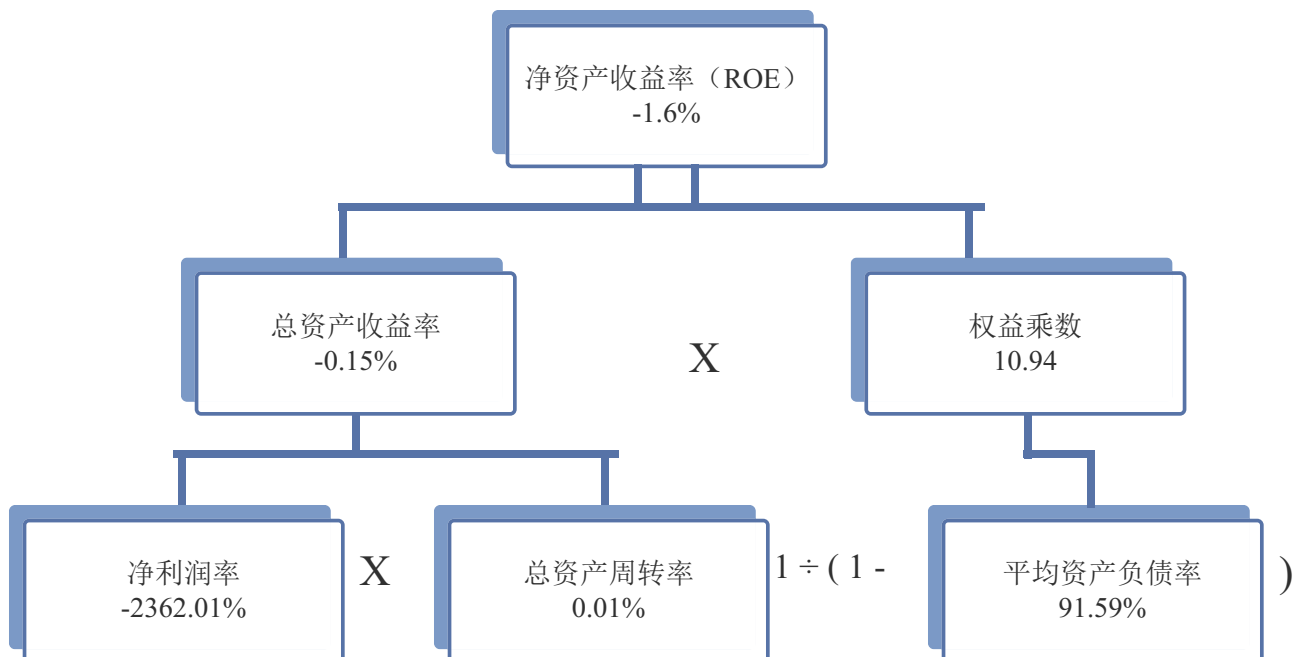 净资产收益率（ROE）
-1.6%
总资产收益率
-0.15%
X
权益乘数
10.94
净利润率
-2362.01%
X
总资产周转率
0.01%
1 ÷ ( 1 -
平均资产负债率
91.59%
)